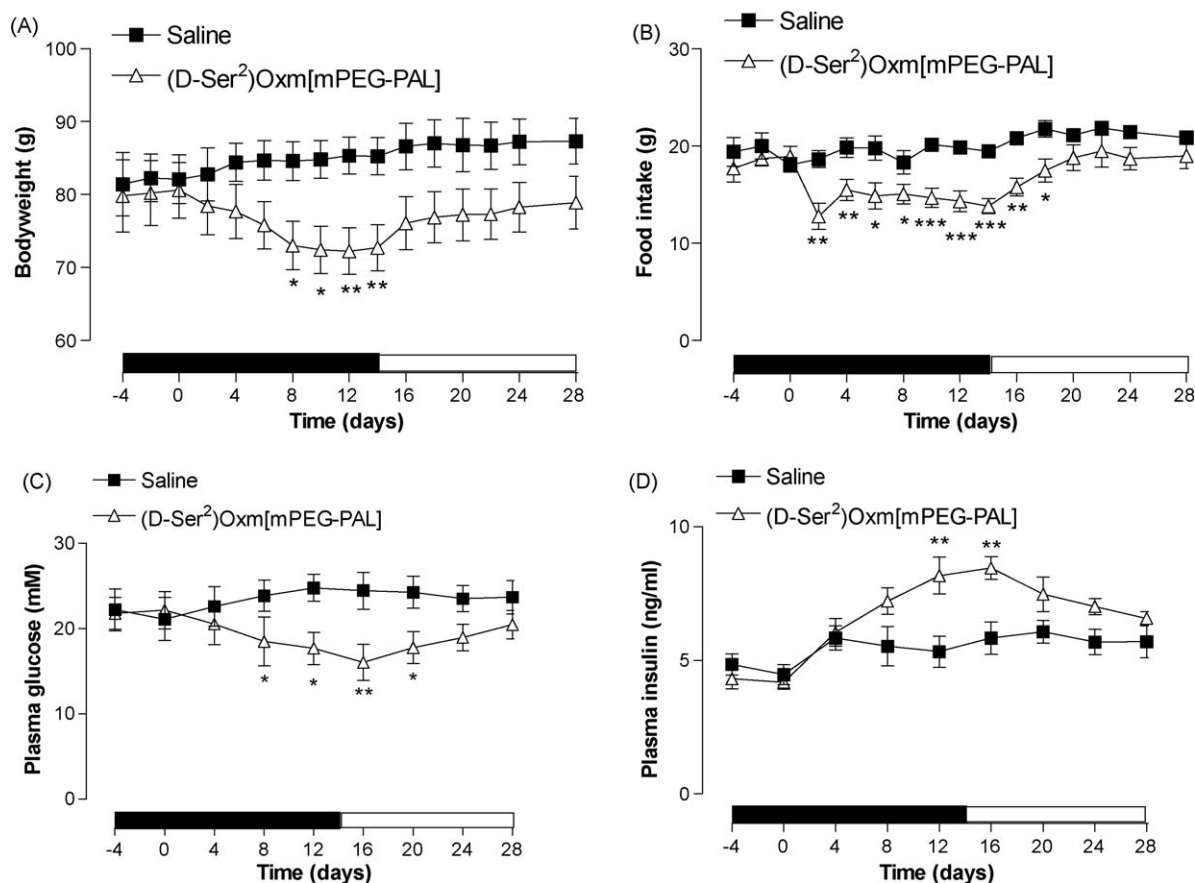 (A)
Saline
(D-Ser²)Oxm[mPEG-PAL]
100
90
80
70
60
Bodyweight (g)
* * ** **
-4 0 4 8 12 16 20 24 28
Time (days)
(B)
Saline
(D-Ser²)Oxm[mPEG-PAL]
30
20
10
0
Food intake (g)
** ** * * *** *** *** ** *
-4 0 4 8 12 16 20 24 28
Time (days)
(C)
Saline
(D-Ser²)Oxm[mPEG-PAL]
30
20
10
0
Plasma glucose (mM)
* * ** *
-4 0 4 8 12 16 20 24 28
Time (days)
(D)
Saline
(D-Ser²)Oxm[mPEG-PAL]
10
5
0
Plasma insulin (ng/ml)
** **
-4 0 4 8 12 16 20 24 28
Time (days)